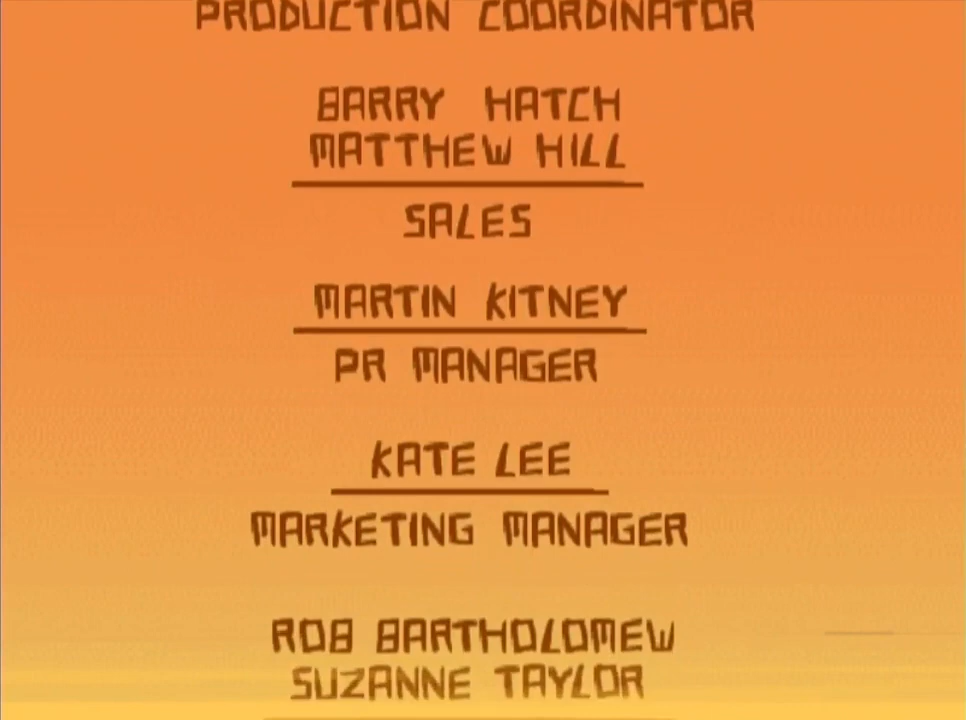 PRODUCTION COORDINATOR
BARRY HATCH
MATTHEW HILL
SALES
MARTIN KITNEY
PR MANAGER
KATE LEE
MARKETING MANAGER
ROB BARTHOLOMEW
SUZANNE TAYLOR